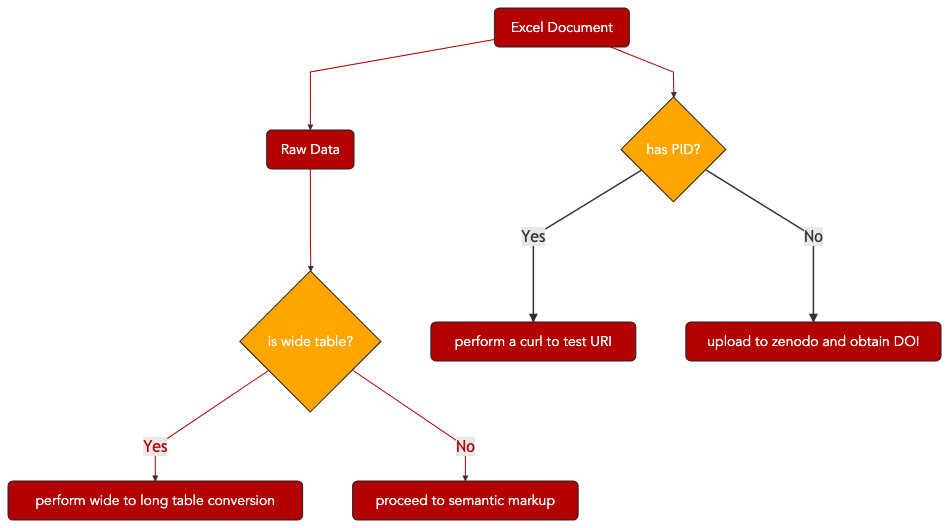 Excel Document
Raw Data
has PID?
Yes
No
is wide table?
perform a curl to test URI
upload to zenodo and obtain DOI
Yes
No
perform wide to long table conversion
proceed to semantic markup